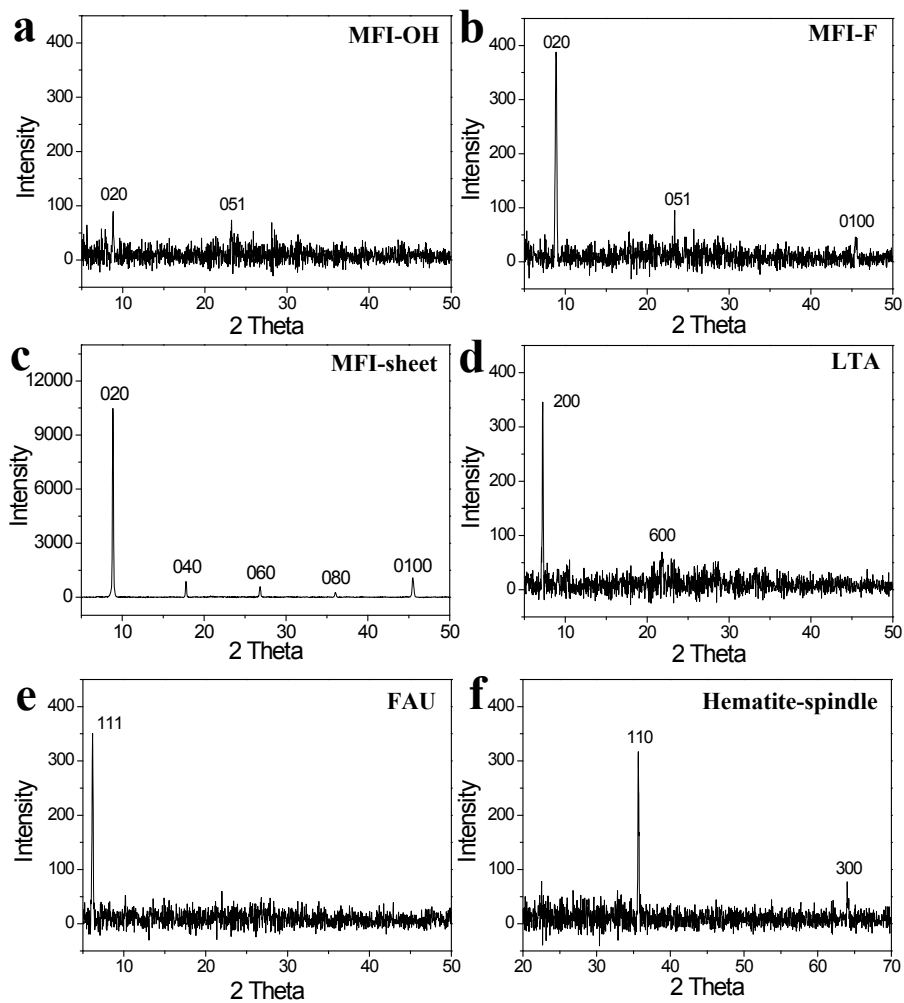 a
MFI-OH
400
300
200
100
0
020
051
10 20 30 40 50
Intensity
2 Theta
b
MFI-F
400
300
200
100
0
020
051
0100
10 20 30 40 50
Intensity
2 Theta
c
MFI-sheet
12000
9000
6000
3000
0
020
040
060
080
0100
10 20 30 40 50
Intensity
2 Theta
d
LTA
400
300
200
100
0
200
600
10 20 30 40 50
Intensity
2 Theta
e
FAU
400
300
200
100
0
111
10 20 30 40 50
Intensity
2 Theta
f
Hematite-spindle
400
300
200
100
0
110
300
20 30 40 50 60 70
Intensity
2 Theta